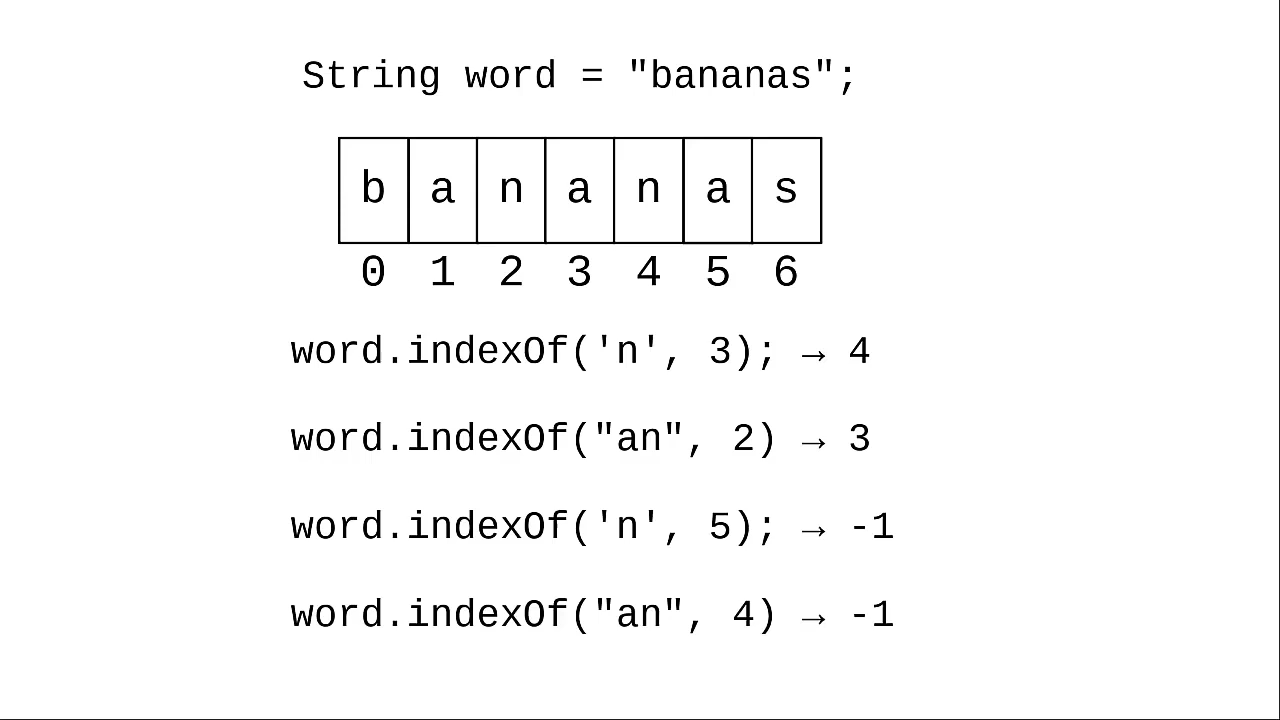 String word = "bananas";
b a n a n a s
0 1 2 3 4 5 6
word.indexOf('n', 3); → 4
word.indexOf("an", 2) → 3
word.indexOf('n', 5); → -1
word.indexOf("an", 4) → -1